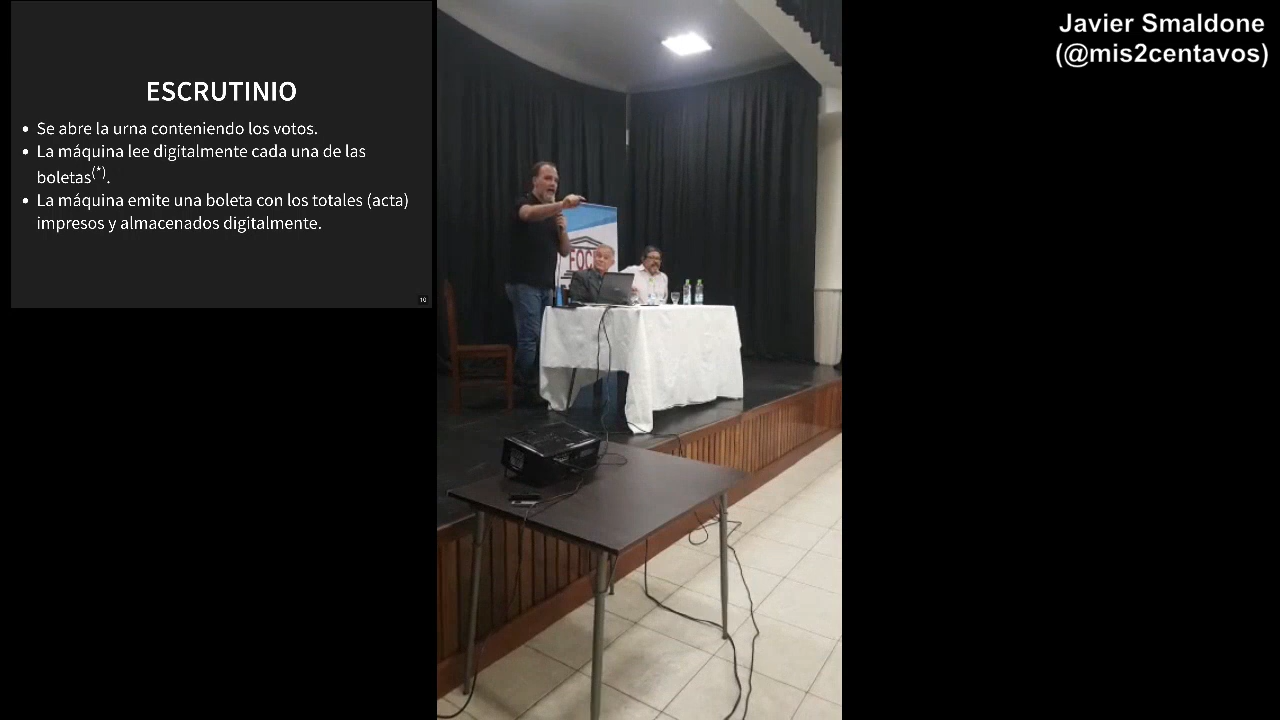 ESCRUTINIO
• Se abre la urna conteniendo los votos.
• La máquina lee digitalmente cada una de las
boletas(*).
• La máquina emite una boleta con los totales (acta)
impresos y almacenados digitalmente.
10
Javier Smaldone
(@mis2centavos)